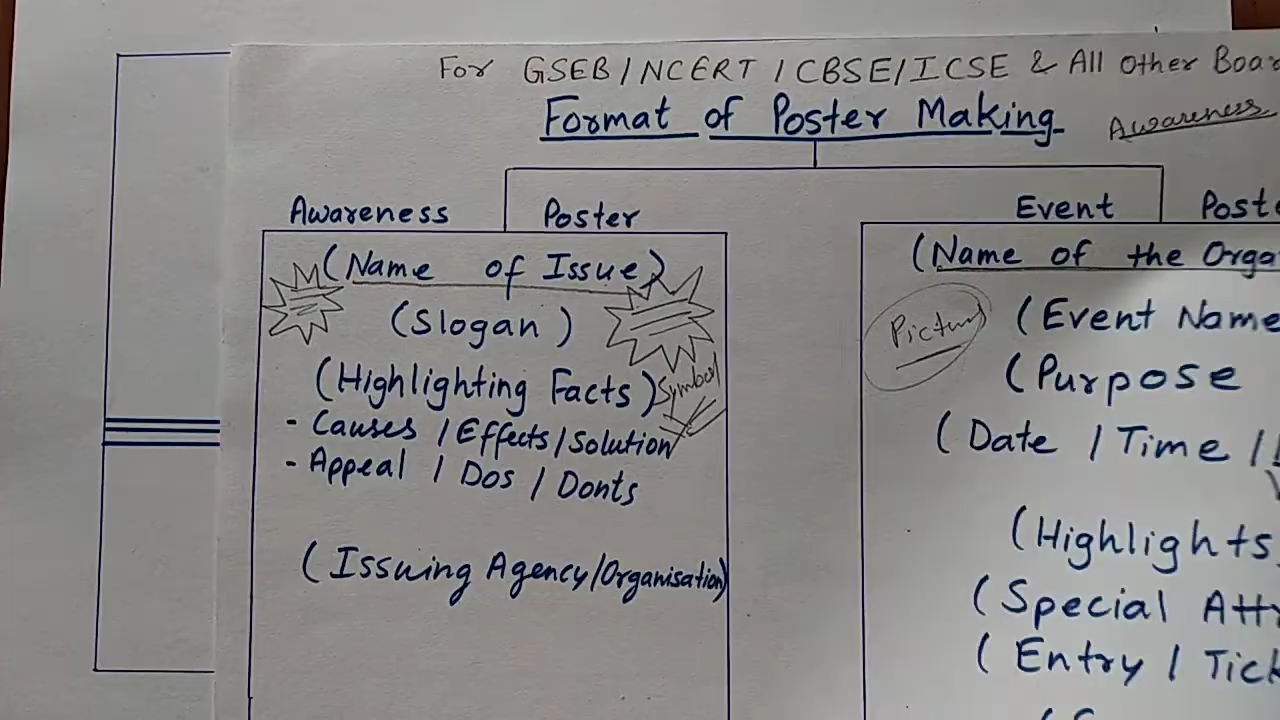 For GSEB/NCERT/CBSE/ICSE & All Other
Format of Poster Making
Awareness
Awareness Poster
(Name of Issue)
(Slogan)
(Highlighting Facts)
Symbol
- Causes/Effects/Solution
- Appeal/Dos/Donts
(Issuing Agency/Organisation)
Event
(Name of the
Picture
(Event Name
(Purpose
(Date/Time/
(Highlights
(Special
(Entry/